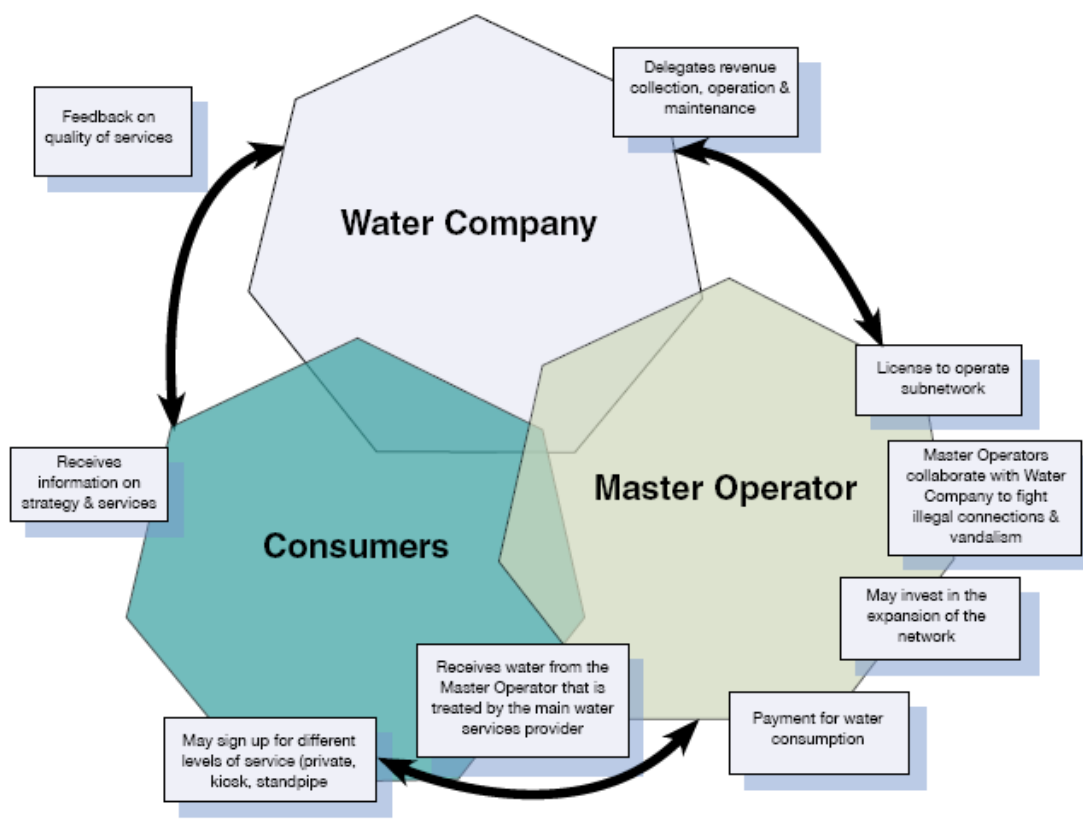 Delegates revenue
collection, operation &
maintenance
Feedback on
quality of services
Water Company
License to operate
subnetwork
Receives
information on
strategy & services
Master Operators
collaborate with Water
Company to fight
illegal connections &
vandalism
Master Operator
Consumers
May invest in the
expansion of the
network
Receives water from the
Master Operator that is
treated by the main water
services provider
Payment for water
consumption
May sign up for different
levels of service (private,
kiosk, standpipe